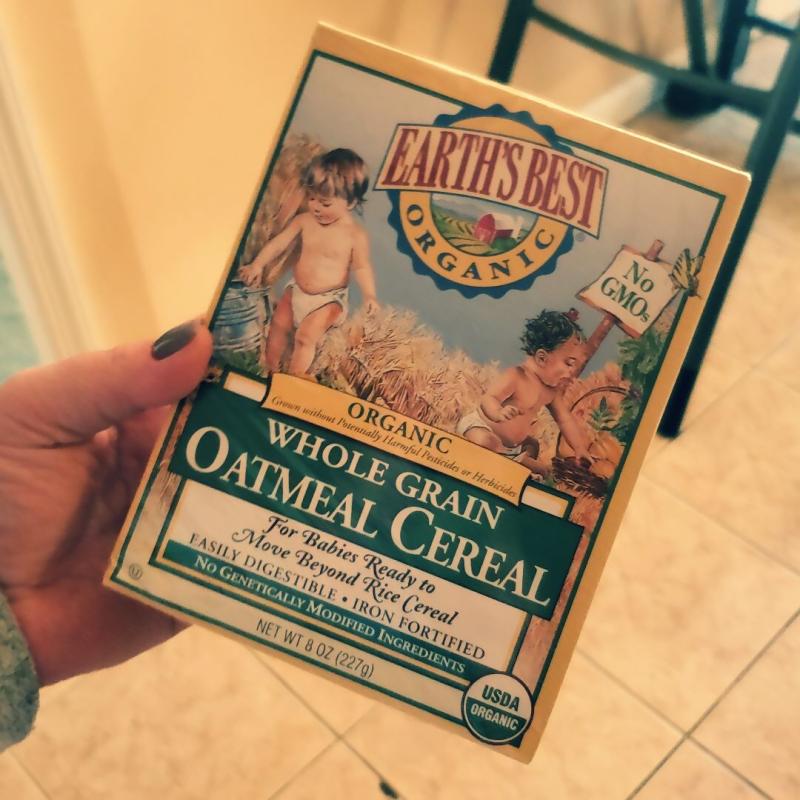 EARTH'S BEST
ORGANIC
No
GMOs
ORGANIC
Grown without Potentially Harmful Pesticides or Herbicides
WHOLE GRAIN
OATMEAL CEREAL
For Babies Ready to
Move Beyond Rice Cereal
EASILY DIGESTIBLE • IRON FORTIFIED
NO GENETICALLY MODIFIED INGREDIENTS
NET WT 8 OZ (227g)
USDA
ORGANIC
U